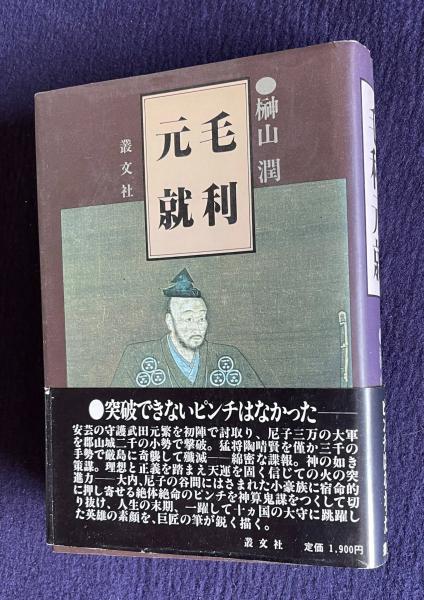 ●榊山 潤
毛利
元就
叢文社
●突破できないピンチはなかった――
安芸の守護武田元繁を初陣で討取り、尼子三万の大軍
を郡山城二千の小勢で撃破。猛将陶晴賢を僅か三千の
手勢で厳島に奇襲して殲滅――綿密な諜報。神の如き
策謀。理想と正義を踏まえ天運を固く信じての火の突
進力――大内、尼子の谷間にはさまれた小豪族に宿命的
に押し寄せる絶体絶命のピンチを神算鬼謀をつくして切
り抜け、人生の末期、一躍して十ヵ国の大守に跳躍し
た英雄の素顔を、巨匠の筆が鋭く描く。
叢文社
定価 1,900円
毛利元就